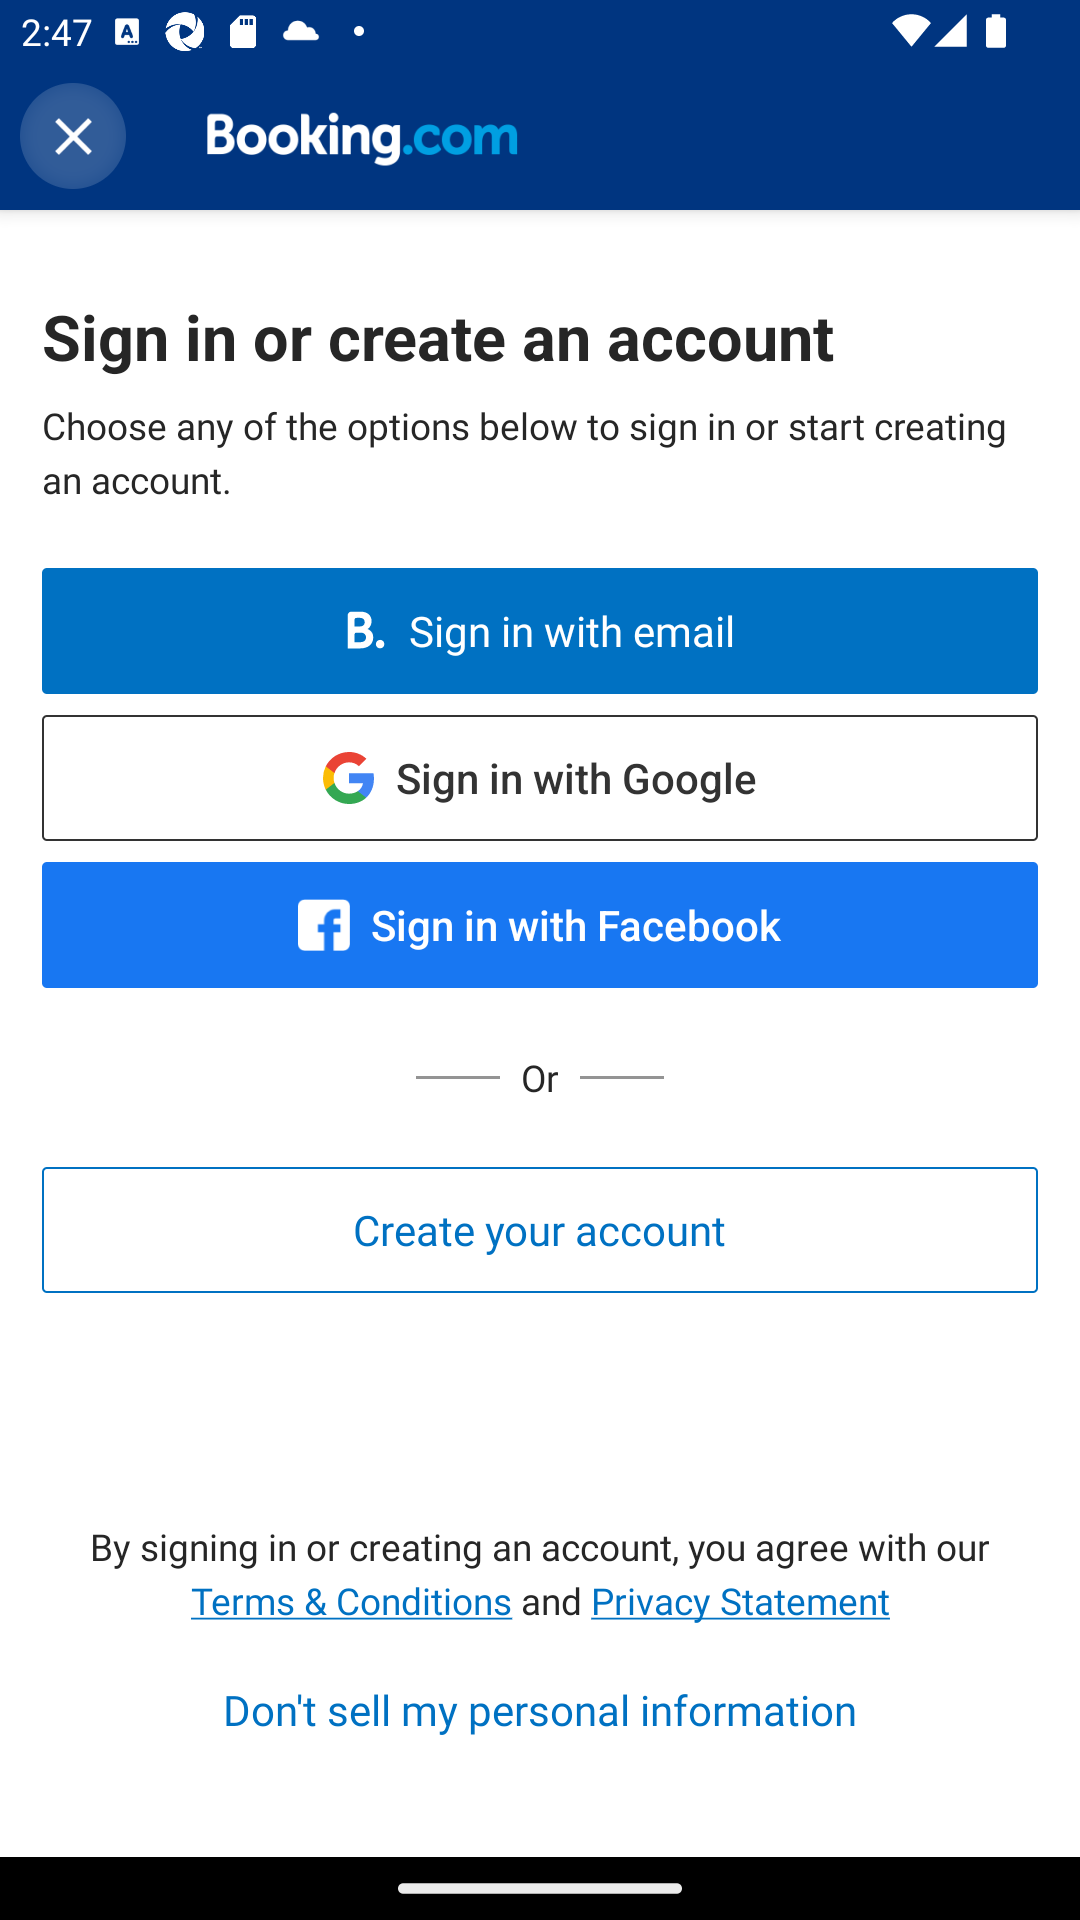 2:47
Booking.com
Sign in or create an account
Choose any of the options below to sign in or start creating
an account.
B. Sign in with email
Sign in with Google
Sign in with Facebook
Or
Create your account
By signing in or creating an account, you agree with our
Terms & Conditions and Privacy Statement
Don't sell my personal information